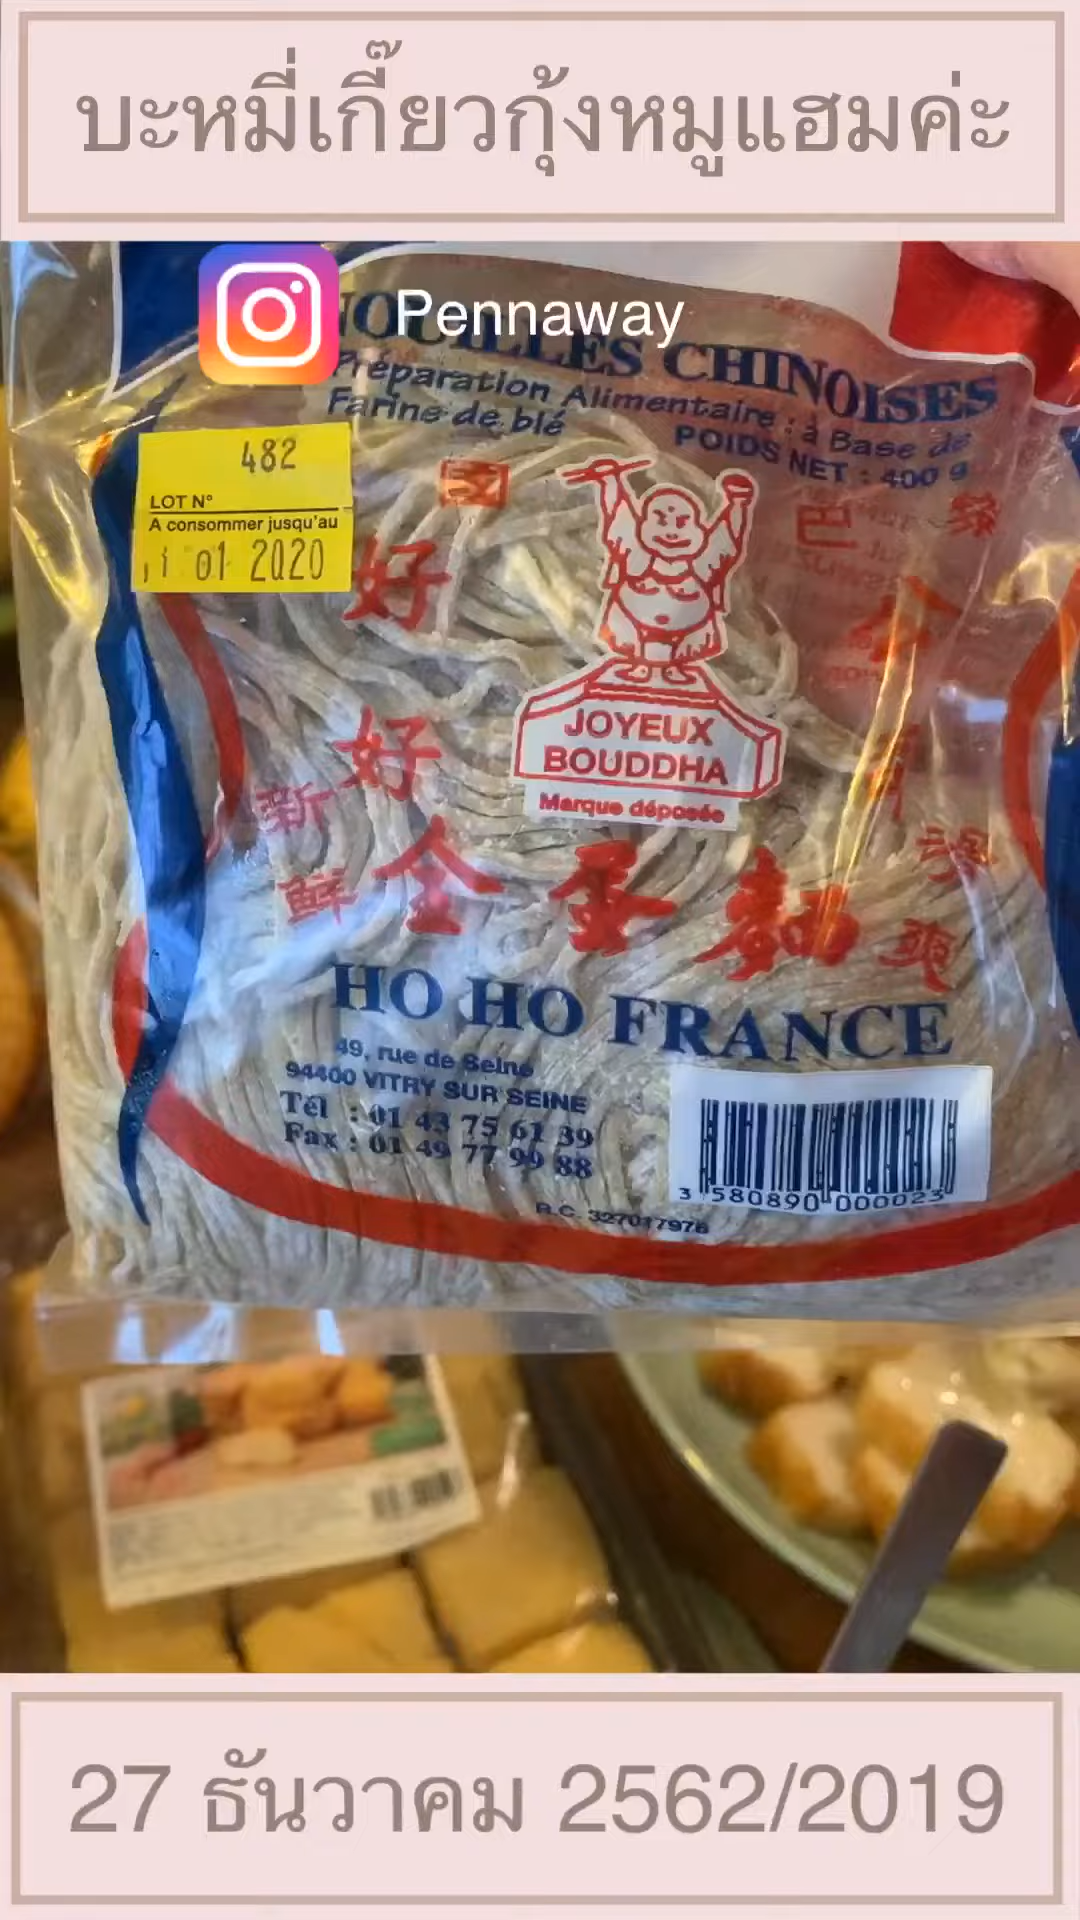 บะหมี่เกี๊ยวกุ้งหมูแฮมค่ะ
Pennaway
NOUILLES CHINOISES
Préparation Alimentaire : à Base de
Farine de blé
POIDS NET : 400 g
482
LOT N°
A consommer jusqu'au
01 2020
好
好
新
鮮
全蛋麵
爽
JOYEUX
BOUDDHA
Marque déposée
HO HO FRANCE
49, rue de Seine
94400 VITRY SUR SEINE
Tél : 01 43 75 61 39
Fax : 01 49 77 99 88
R.C. 327017978
3 580890 000023
27 ธันวาคม 2562/2019